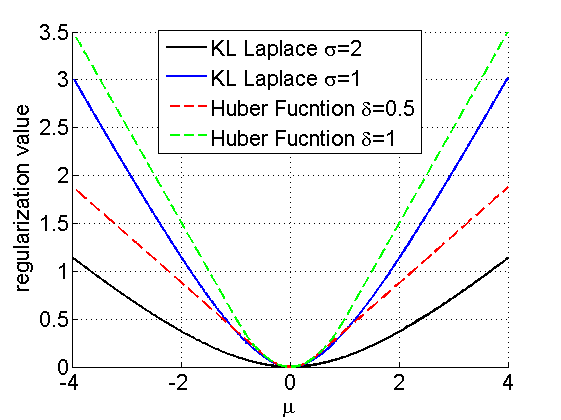 3.5
3
2.5
2
1.5
1
0.5
0
regularization value
KL Laplace σ=2
KL Laplace σ=1
Huber Fucntion δ=0.5
Huber Fucntion δ=1
-4 -2 0 2 4
μ